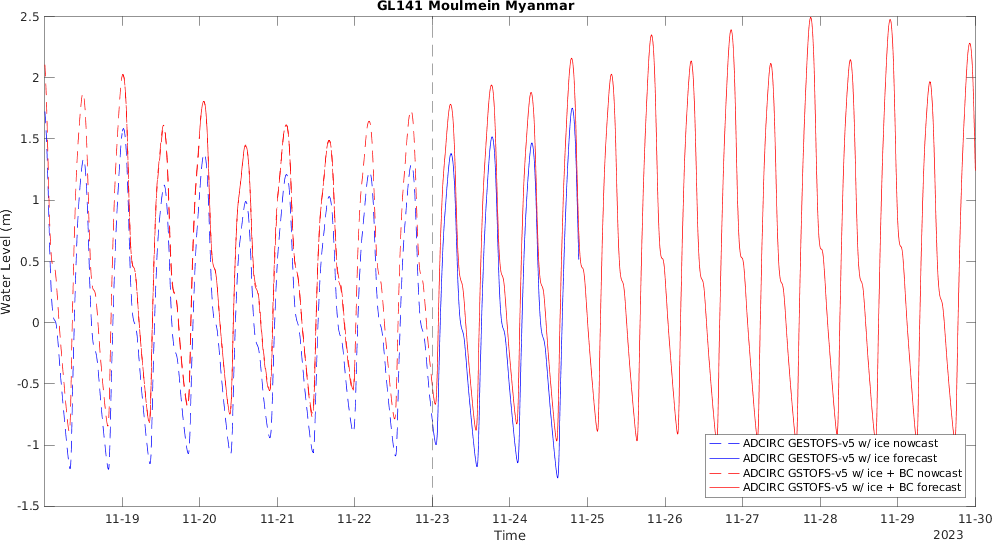 GL141 Moulmein Myanmar
2.5
2
1.5
1
0.5
0
-0.5
-1
-1.5
Water Level (m)
ADCIRC GESTOFS-v5 w/ ice nowcast
ADCIRC GESTOFS-v5 w/ ice forecast
ADCIRC GSTOFS-v5 w/ ice + BC nowcast
ADCIRC GSTOFS-v5 w/ ice + BC forecast
11-19 11-20 11-21 11-22 11-23 11-24 11-25 11-26 11-27 11-28 11-29 11-30
Time
2023